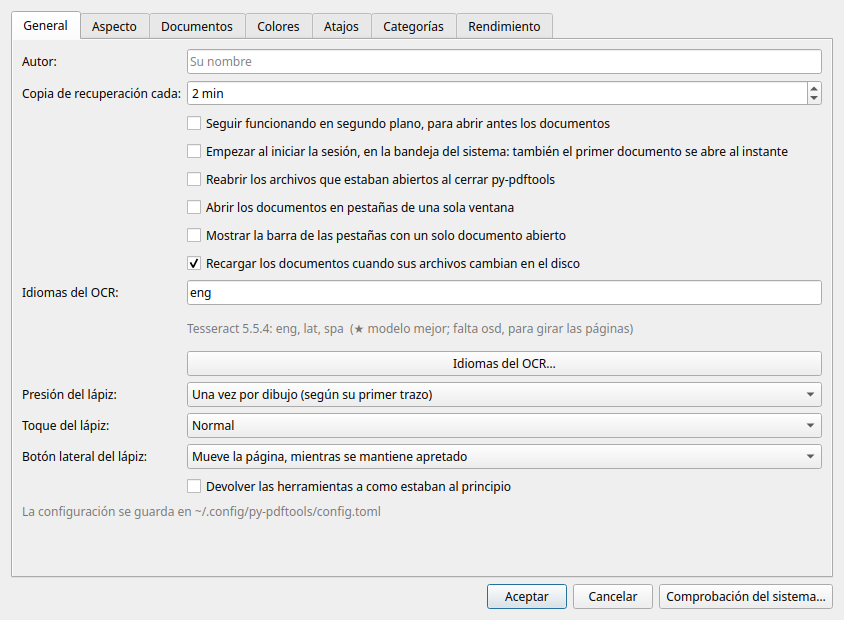 General
Aspecto
Documentos
Colores
Atajos
Categorías
Rendimiento
Autor:
Su nombre
Copia de recuperación cada:
2 min
Seguir funcionando en segundo plano, para abrir antes los documentos
Empezar al iniciar la sesión, en la bandeja del sistema: también el primer documento se abre al instante
Reabrir los archivos que estaban abiertos al cerrar py-pdftools
Abrir los documentos en pestañas de una sola ventana
Mostrar la barra de las pestañas con un solo documento abierto
Recargar los documentos cuando sus archivos cambian en el disco
Idiomas del OCR:
eng
Tesseract 5.5.4: eng, lat, spa (★ modelo mejor; falta osd, para girar las páginas)
Idiomas del OCR...
Presión del lápiz:
Una vez por dibujo (según su primer trazo)
Toque del lápiz:
Normal
Botón lateral del lápiz:
Mueve la página, mientras se mantiene apretado
Devolver las herramientas a como estaban al principio
La configuración se guarda en ~/.config/py-pdftools/config.toml
Aceptar
Cancelar
Comprobación del sistema...